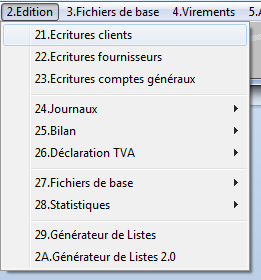 2.Edition 3.Fichiers de base 4.Virements 5.
21.Ecritures clients
22.Ecritures fournisseurs
23.Ecritures comptes généraux
24.Journaux
25.Bilan
26.Déclaration TVA
27.Fichiers de base
28.Statistiques
29.Générateur de Listes
2A.Générateur de Listes 2.0